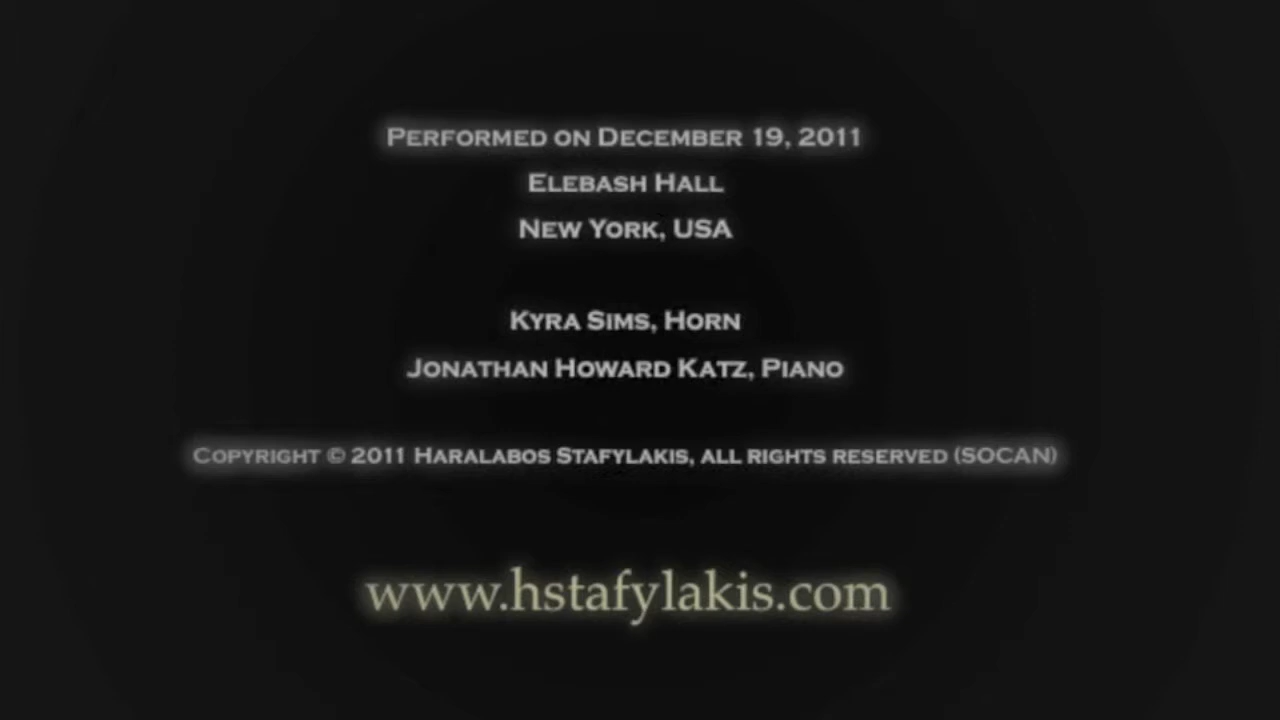 Performed on December 19, 2011
Elebash Hall
New York, USA
Kyra Sims, Horn
Jonathan Howard Katz, Piano
Copyright © 2011 Haralabos Stafylakis, all rights reserved (SOCAN)
www.hstafylakis.com